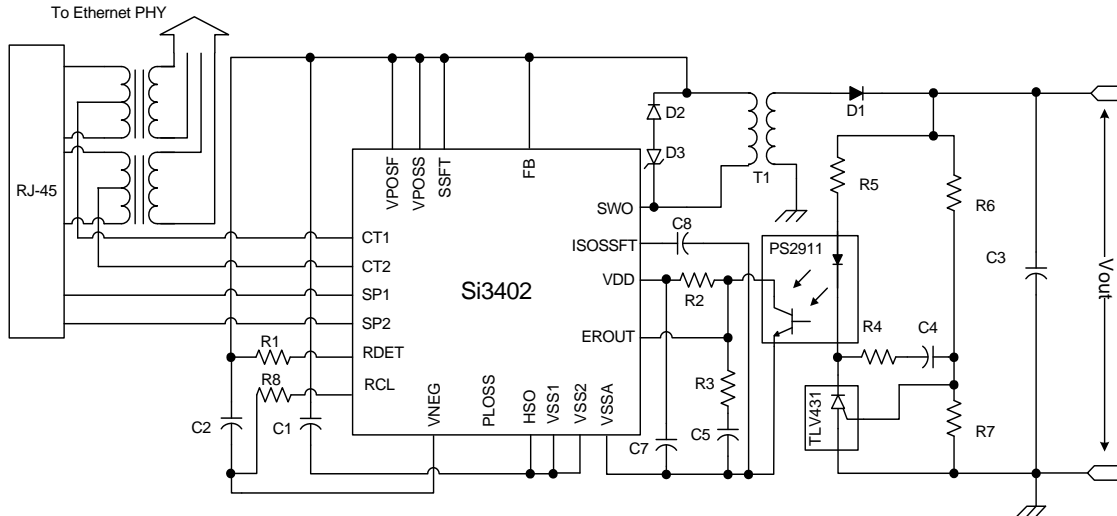 To Ethernet PHY
RJ-45
VPOSF
VPOSS
SSFT
FB
D2
D3
T1
D1
R5
R6
SWO
C8
ISOSSFT
PS2911
CT1
CT2
SP1
SP2
Si3402
VDD
R2
C3
Vout
EROUT
R4
C4
R1
RDET
R8
RCL
R3
VNEG
PLOSS
HSO
VSS1
VSS2
VSSA
C2
C1
C7
C5
TLV431
R7